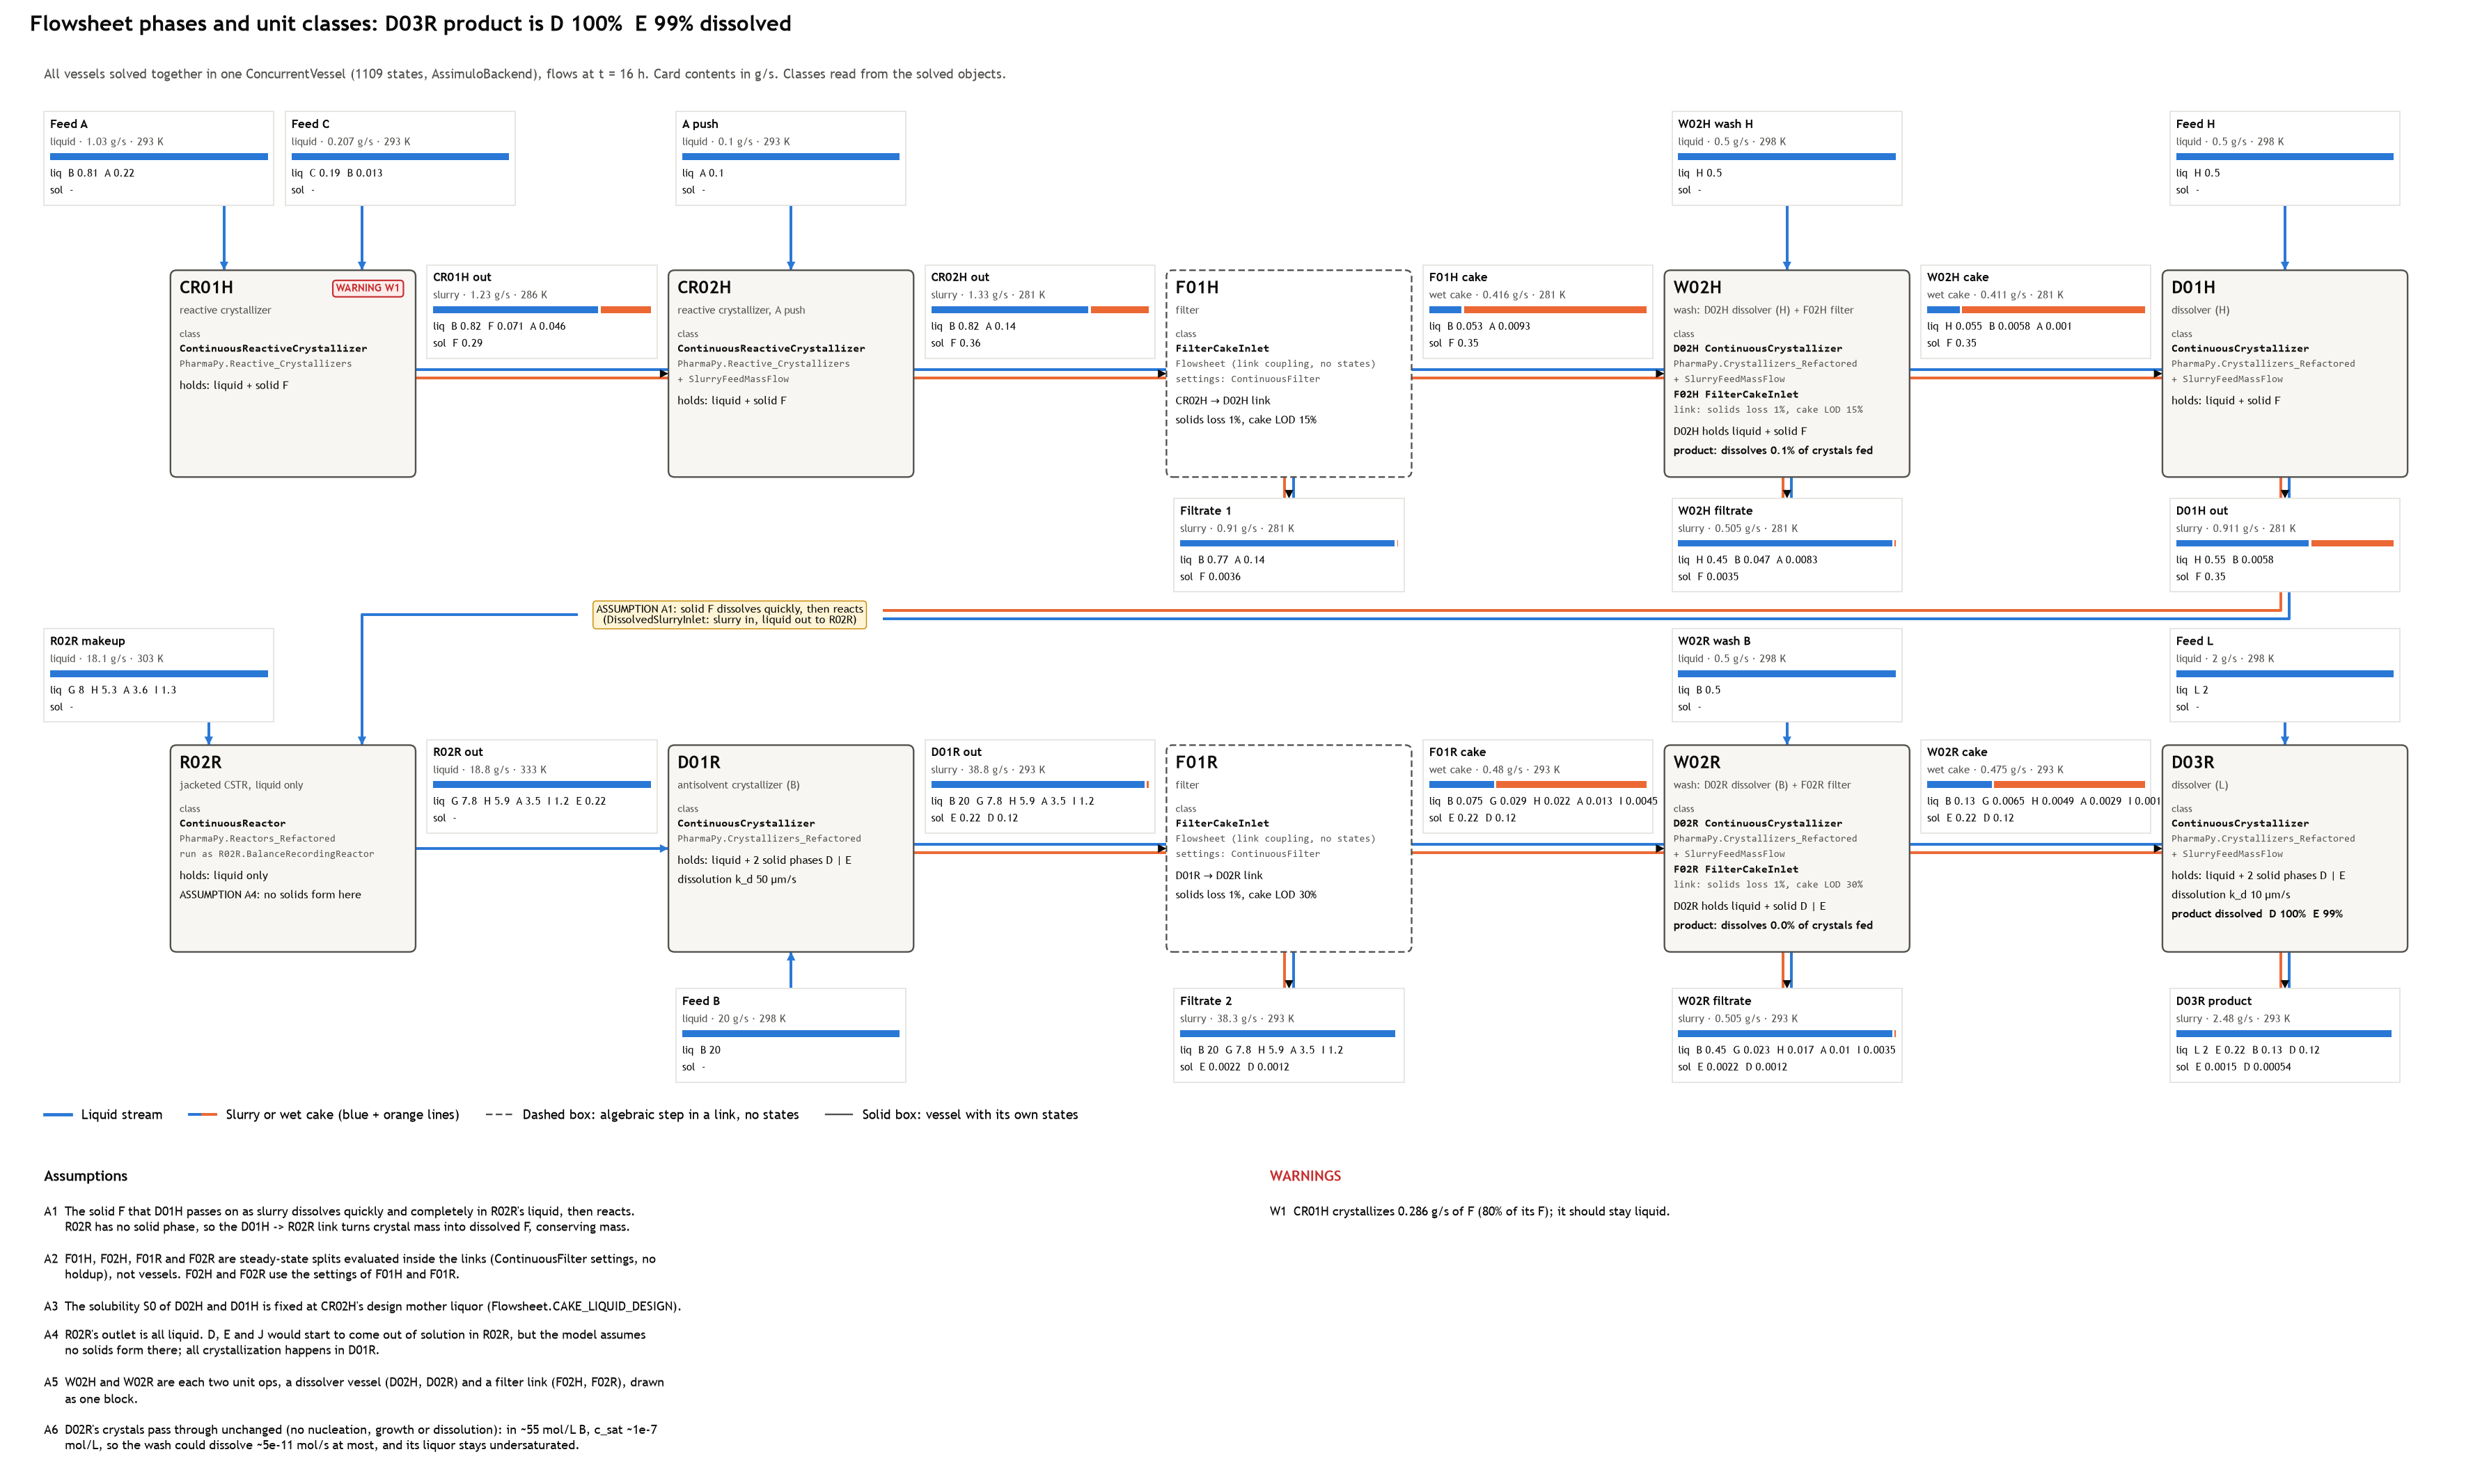 Flowsheet phases and unit classes: D03R product is D 100%  E 99% dissolved
All vessels solved together in one ConcurrentVessel (1109 states, AssimuloBackend), flows at t = 16 h. Card contents in g/s. Classes read from the solved objects.
Feed A
liquid · 1.03 g/s · 293 K
liq  B 0.81  A 0.22
sol  -
Feed C
liquid · 0.207 g/s · 293 K
liq  C 0.19  B 0.013
sol  -
A push
liquid · 0.1 g/s · 293 K
liq  A 0.1
sol  -
W02H wash H
liquid · 0.5 g/s · 298 K
liq  H 0.5
sol  -
Feed H
liquid · 0.5 g/s · 298 K
liq  H 0.5
sol  -
CR01H
WARNING W1
reactive crystallizer
class
ContinuousReactiveCrystallizer
PharmaPy.Reactive_Crystallizers
holds: liquid + solid F
CR01H out
slurry · 1.23 g/s · 286 K
liq  B 0.82  F 0.071  A 0.046
sol  F 0.29
CR02H
reactive crystallizer, A push
class
ContinuousReactiveCrystallizer
PharmaPy.Reactive_Crystallizers
+ SlurryFeedMassFlow
holds: liquid + solid F
CR02H out
slurry · 1.33 g/s · 281 K
liq  B 0.82  A 0.14
sol  F 0.36
F01H
filter
class
FilterCakeInlet
Flowsheet (link coupling, no states)
settings: ContinuousFilter
CR02H → D02H link
solids loss 1%, cake LOD 15%
F01H cake
wet cake · 0.416 g/s · 281 K
liq  B 0.053  A 0.0093
sol  F 0.35
W02H
wash: D02H dissolver (H) + F02H filter
class
D02H ContinuousCrystallizer
PharmaPy.Crystallizers_Refactored
+ SlurryFeedMassFlow
F02H FilterCakeInlet
link: solids loss 1%, cake LOD 15%
D02H holds liquid + solid F
product: dissolves 0.1% of crystals fed
W02H cake
wet cake · 0.411 g/s · 281 K
liq  H 0.055  B 0.0058  A 0.001
sol  F 0.35
D01H
dissolver (H)
class
ContinuousCrystallizer
PharmaPy.Crystallizers_Refactored
+ SlurryFeedMassFlow
holds: liquid + solid F
Filtrate 1
slurry · 0.91 g/s · 281 K
liq  B 0.77  A 0.14
sol  F 0.0036
W02H filtrate
slurry · 0.505 g/s · 281 K
liq  H 0.45  B 0.047  A 0.0083
sol  F 0.0035
D01H out
slurry · 0.911 g/s · 281 K
liq  H 0.55  B 0.0058
sol  F 0.35
ASSUMPTION A1: solid F dissolves quickly, then reacts
(DissolvedSlurryInlet: slurry in, liquid out to R02R)
R02R makeup
liquid · 18.1 g/s · 303 K
liq  G 8  H 5.3  A 3.6  I 1.3
sol  -
W02R wash B
liquid · 0.5 g/s · 298 K
liq  B 0.5
sol  -
Feed L
liquid · 2 g/s · 298 K
liq  L 2
sol  -
R02R
jacketed CSTR, liquid only
class
ContinuousReactor
PharmaPy.Reactors_Refactored
run as R02R.BalanceRecordingReactor
holds: liquid only
ASSUMPTION A4: no solids form here
R02R out
liquid · 18.8 g/s · 333 K
liq  G 7.8  H 5.9  A 3.5  I 1.2  E 0.22
sol  -
D01R
antisolvent crystallizer (B)
class
ContinuousCrystallizer
PharmaPy.Crystallizers_Refactored
holds: liquid + 2 solid phases D | E
dissolution k_d 50 µm/s
D01R out
slurry · 38.8 g/s · 293 K
liq  B 20  G 7.8  H 5.9  A 3.5  I 1.2
sol  E 0.22  D 0.12
F01R
filter
class
FilterCakeInlet
Flowsheet (link coupling, no states)
settings: ContinuousFilter
D01R → D02R link
solids loss 1%, cake LOD 30%
F01R cake
wet cake · 0.48 g/s · 293 K
liq  B 0.075  G 0.029  H 0.022  A 0.013  I 0.0045
sol  E 0.22  D 0.12
W02R
wash: D02R dissolver (B) + F02R filter
class
D02R ContinuousCrystallizer
PharmaPy.Crystallizers_Refactored
+ SlurryFeedMassFlow
F02R FilterCakeInlet
link: solids loss 1%, cake LOD 30%
D02R holds liquid + solid D | E
product: dissolves 0.0% of crystals fed
W02R cake
wet cake · 0.475 g/s · 293 K
liq  B 0.13  G 0.0065  H 0.0049  A 0.0029  I 0.001
sol  E 0.22  D 0.12
D03R
dissolver (L)
class
ContinuousCrystallizer
PharmaPy.Crystallizers_Refactored
+ SlurryFeedMassFlow
holds: liquid + 2 solid phases D | E
dissolution k_d 10 µm/s
product dissolved  D 100%  E 99%
Feed B
liquid · 20 g/s · 298 K
liq  B 20
sol  -
Filtrate 2
slurry · 38.3 g/s · 293 K
liq  B 20  G 7.8  H 5.9  A 3.5  I 1.2
sol  E 0.0022  D 0.0012
W02R filtrate
slurry · 0.505 g/s · 293 K
liq  B 0.45  G 0.023  H 0.017  A 0.01  I 0.0035
sol  E 0.0022  D 0.0012
D03R product
slurry · 2.48 g/s · 293 K
liq  L 2  E 0.22  B 0.13  D 0.12
sol  E 0.0015  D 0.00054
Liquid stream
Slurry or wet cake (blue + orange lines)
Dashed box: algebraic step in a link, no states
Solid box: vessel with its own states
Assumptions
A1  The solid F that D01H passes on as slurry dissolves quickly and completely in R02R's liquid, then reacts.
R02R has no solid phase, so the D01H -> R02R link turns crystal mass into dissolved F, conserving mass.
A2  F01H, F02H, F01R and F02R are steady-state splits evaluated inside the links (ContinuousFilter settings, no
holdup), not vessels. F02H and F02R use the settings of F01H and F01R.
A3  The solubility S0 of D02H and D01H is fixed at CR02H's design mother liquor (Flowsheet.CAKE_LIQUID_DESIGN).
A4  R02R's outlet is all liquid. D, E and J would start to come out of solution in R02R, but the model assumes
no solids form there; all crystallization happens in D01R.
A5  W02H and W02R are each two unit ops, a dissolver vessel (D02H, D02R) and a filter link (F02H, F02R), drawn
as one block.
A6  D02R's crystals pass through unchanged (no nucleation, growth or dissolution): in ~55 mol/L B, c_sat ~1e-7
mol/L, so the wash could dissolve ~5e-11 mol/s at most, and its liquor stays undersaturated.
WARNINGS
W1  CR01H crystallizes 0.286 g/s of F (80% of its F); it should stay liquid.